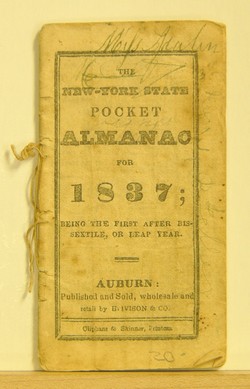 THE
NEW-YORK STATE
POCKET
ALMANAC
FOR
1837;
BEING THE FIRST AFTER BIS-
SEXTILE, OR LEAP YEAR.
AUBURN:
Published and Sold, wholesale and
retail by H. IVISON & CO.
Oliphant & Skinner, Printers.
20